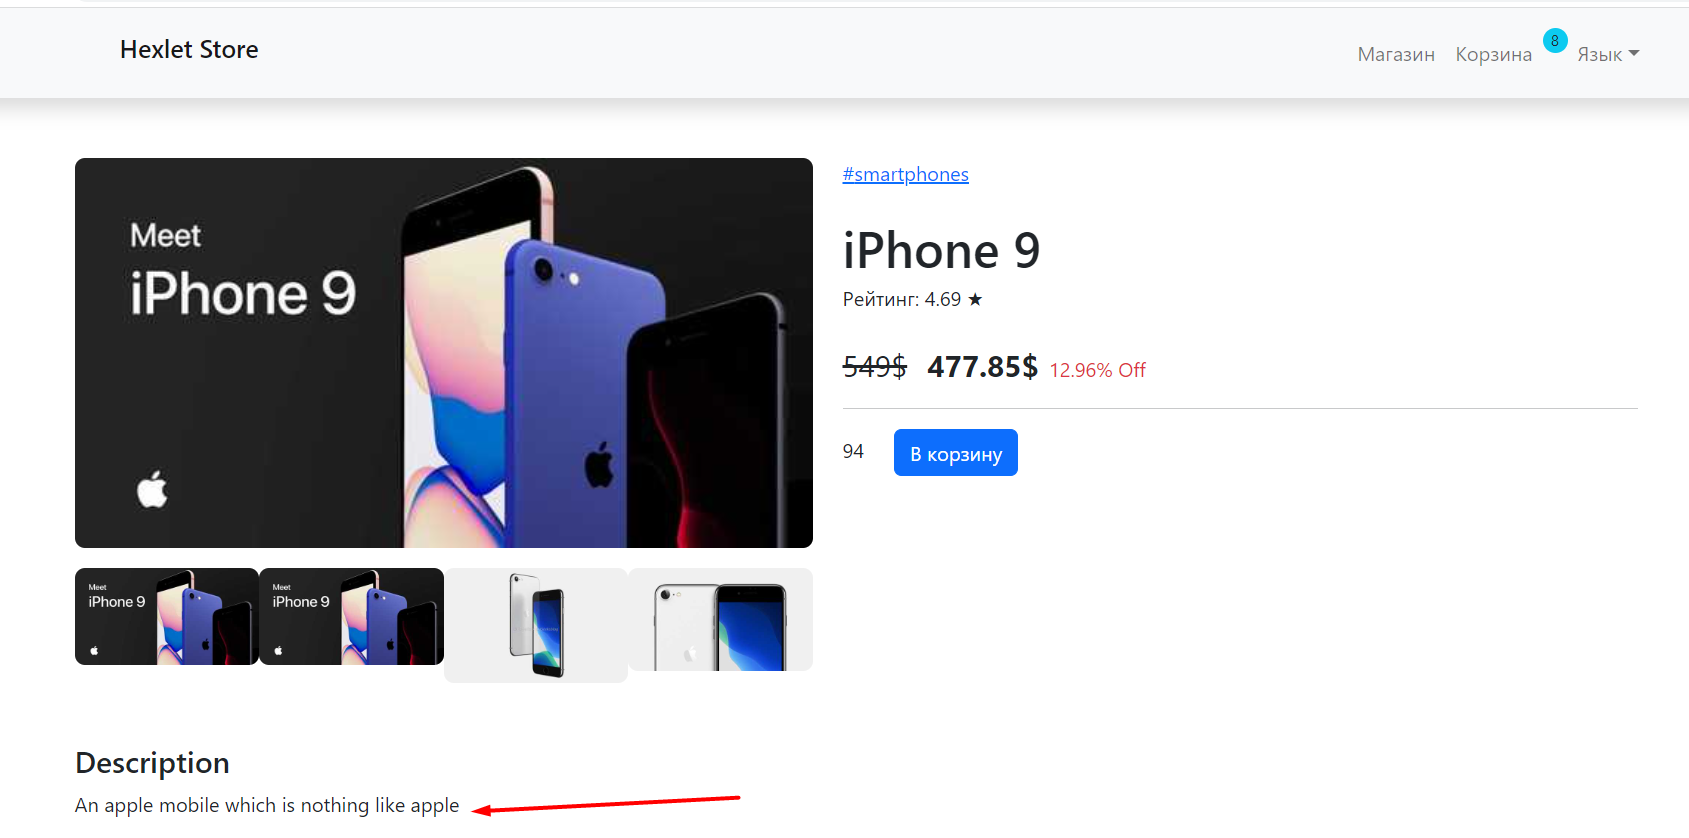 Hexlet Store
Магазин Корзина 8 Язык
Meet
iPhone 9
Meet
iPhone 9
Meet
iPhone 9
#smartphones
iPhone 9
Рейтинг: 4.69 ★
549$ 477.85$ 12.96% Off
94 В корзину
Description
An apple mobile which is nothing like apple